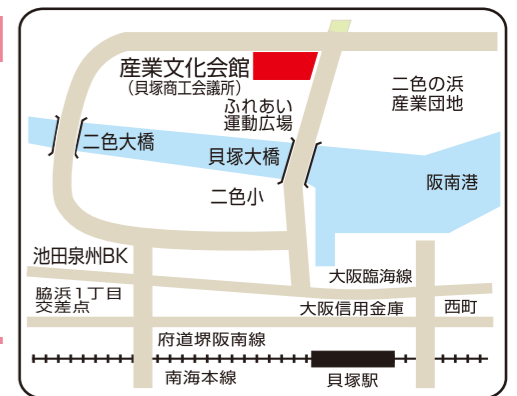 産業文化会館
(貝塚商工会議所)
ふれあい
運動広場
二色の浜
産業団地
二色大橋
貝塚大橋
阪南港
二色小
池田泉州BK
大阪臨海線
脇浜1丁目
交差点
大阪信用金庫
西町
府道堺阪南線
南海本線
貝塚駅